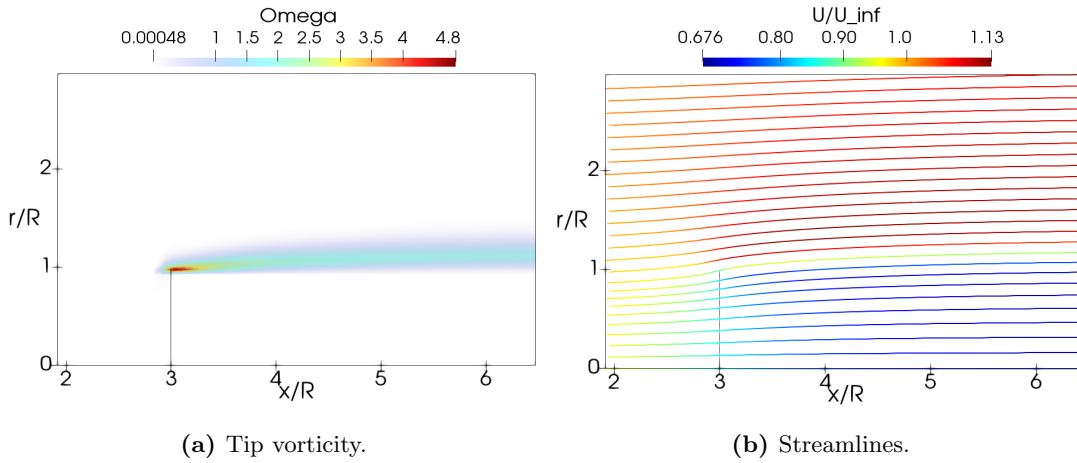 Omega
0.00048 1 1.5 2 2.5 3 3.5 4 4.8
2
r/R
1
0
2 3 4 5 6
x/R
(a) Tip vorticity.
U/U_inf
0.676 0.80 0.90 1.0 1.13
2
r/R
1
0
2 3 4 5 6
x/R
(b) Streamlines.